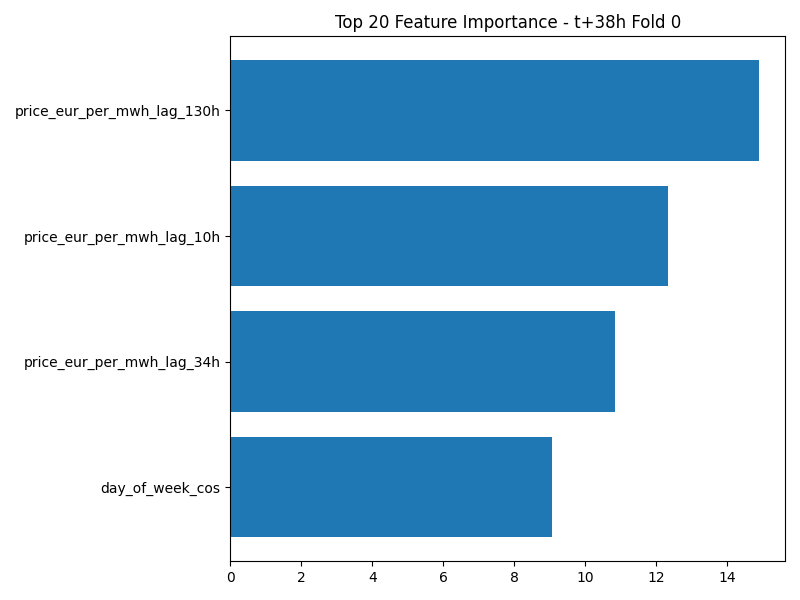 Top 20 Feature Importance - t+38h Fold 0
price_eur_per_mwh_lag_130h
price_eur_per_mwh_lag_10h
price_eur_per_mwh_lag_34h
day_of_week_cos
0 2 4 6 8 10 12 14